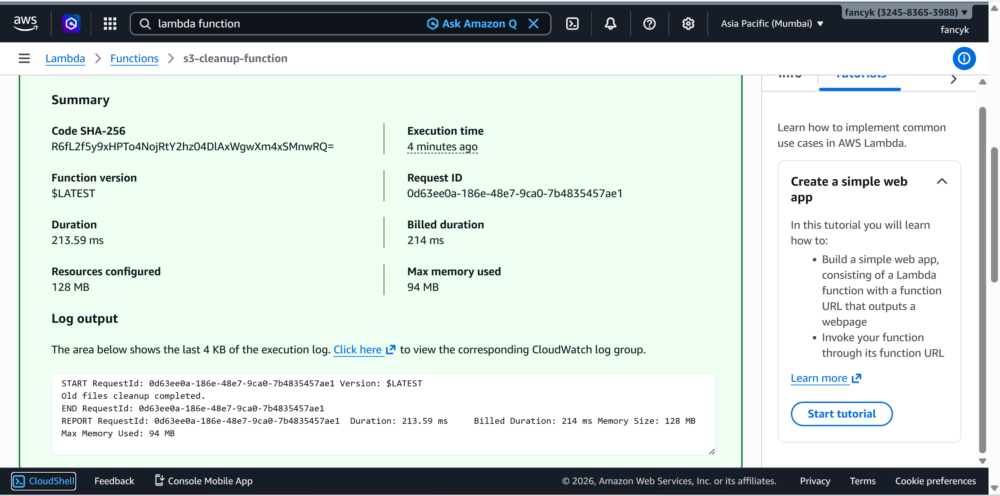 aws
lambda function
Ask Amazon Q
Asia Pacific (Mumbai)
fancyk (3245-8365-3988)
fancyk
Lambda
Functions
s3-cleanup-function
Info
Tutorials
Summary
Code SHA-256
R6fL2f5y9xHPTo4NojRtY2hz04DlAxWgwXm4xSMnwRQ=
Execution time
4 minutes ago
Function version
$LATEST
Request ID
0d63ee0a-186e-48e7-9ca0-7b4835457ae1
Duration
213.59 ms
Billed duration
214 ms
Resources configured
128 MB
Max memory used
94 MB
Log output
The area below shows the last 4 KB of the execution log. Click here to view the corresponding CloudWatch log group.
START RequestId: 0d63ee0a-186e-48e7-9ca0-7b4835457ae1 Version: $LATEST
Old files cleanup completed.
END RequestId: 0d63ee0a-186e-48e7-9ca0-7b4835457ae1
REPORT RequestId: 0d63ee0a-186e-48e7-9ca0-7b4835457ae1 Duration: 213.59 ms Billed Duration: 214 ms Memory Size: 128 MB
Max Memory Used: 94 MB
Learn how to implement common
use cases in AWS Lambda.
Create a simple web
app
In this tutorial you will learn
how to:
• Build a simple web app,
consisting of a Lambda
function with a function
URL that outputs a
webpage
• Invoke your function
through its function URL
Learn more
Start tutorial
CloudShell
Feedback
Console Mobile App
© 2026, Amazon Web Services, Inc. or its affiliates.
Privacy
Terms
Cookie preferences